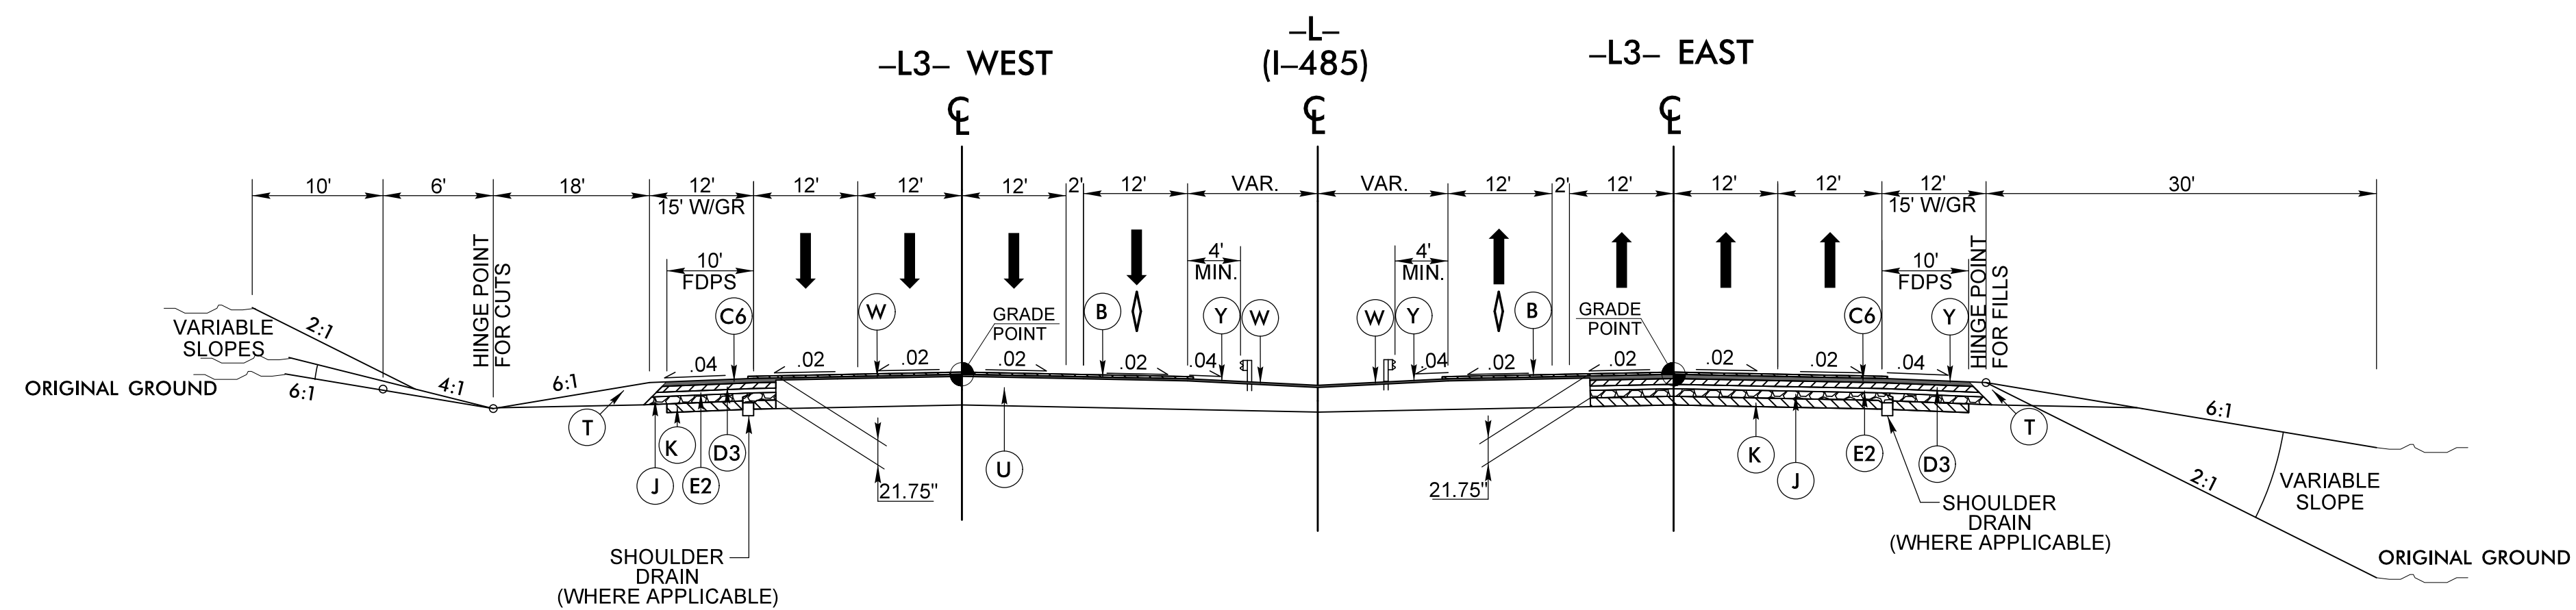 –L–
–L3– WEST
(I–485)
–L3– EAST
℄ ℄ ℄
10' 6' 18' 12' 12' 12' 12' 2' 12' VAR. VAR. 12' 2' 12' 12' 12' 12' 30'
15' W/GR
15' W/GR
HINGE POINT
FOR CUTS
10'
FDPS
4'
MIN.
4'
MIN.
10'
FDPS
HINGE POINT
FOR FILLS
C6 W B Y W W Y B C6 Y
GRADE
POINT
GRADE
POINT
VARIABLE
SLOPES
2:1
ORIGINAL GROUND
6:1
4:1
6:1
.04 .02 .02 .02 .02 .04 .04 .02 .02 .02 .02 .04
T K D3 J E2
U
21.75"
21.75"
K J E2 D3 T
6:1
2:1
VARIABLE
SLOPE
SHOULDER
DRAIN
(WHERE APPLICABLE)
SHOULDER
DRAIN
(WHERE APPLICABLE)
ORIGINAL GROUND